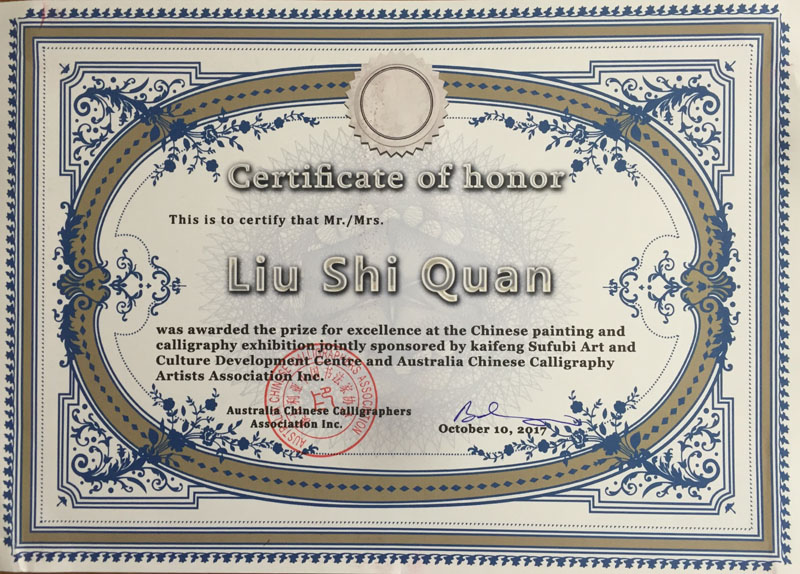 Certificate of honor
This is to certify that Mr./Mrs.
Liu Shi Quan
was awarded the prize for excellence at the Chinese painting and
calligraphy exhibition jointly sponsored by kaifeng Sufubi Art and
Culture Development Centre and Australia Chinese Calligraphy
Artists Association Inc.
Australia Chinese Calligraphers
Association Inc.
October 10, 2017